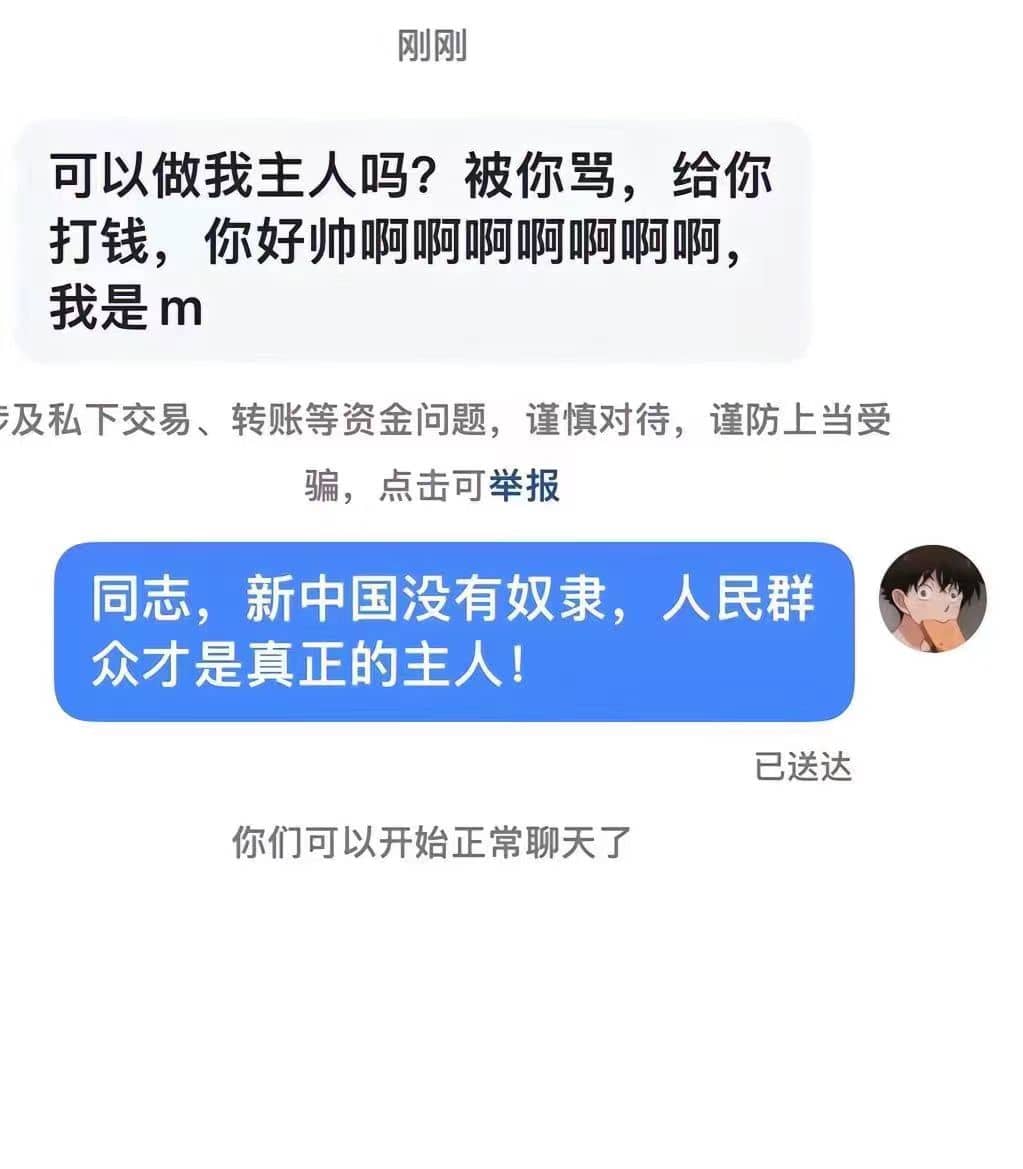 刚刚
可以做我主人吗？被你骂，给你
打钱，你好帅啊啊啊啊啊啊啊，
我是m
及私下交易、转账等资金问题，谨慎对待，谨防上当受
骗，点击可举报
同志，新中国没有奴隶，人民群
众才是真正的主人！
已送达
你们可以开始正常聊天了